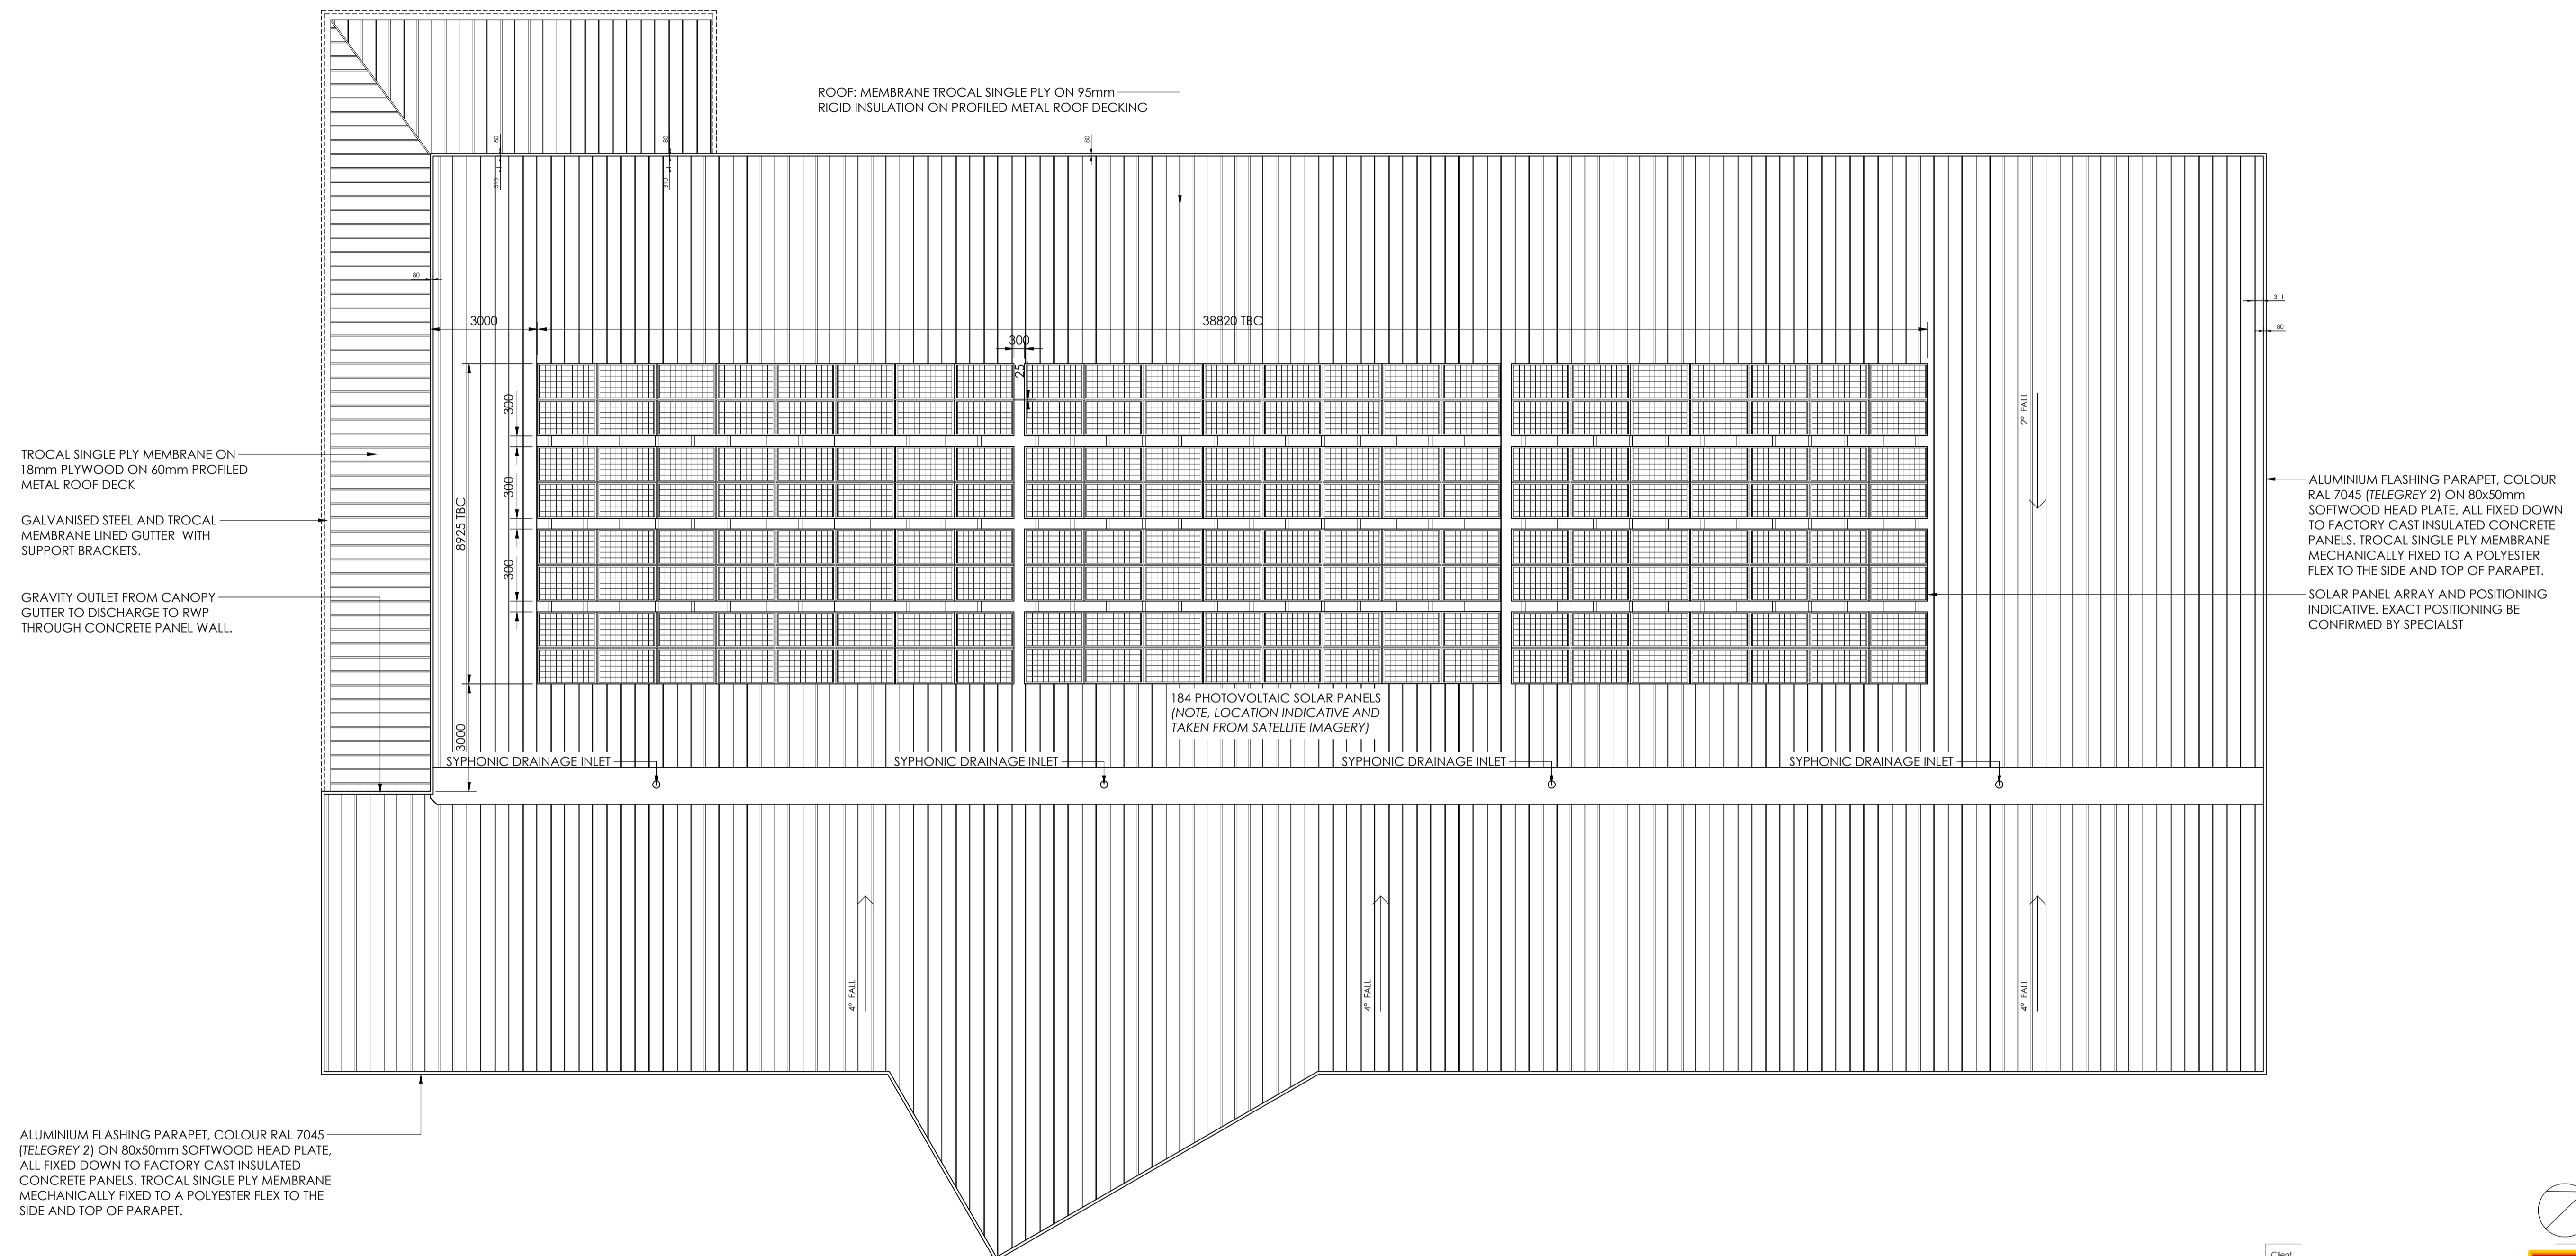 ROOF: MEMBRANE TROCAL SINGLE PLY ON 95mm
RIGID INSULATION ON PROFILED METAL ROOF DECKING
80
80
80
310
310
80
311
80
3000
38820 TBC
300
25
300
300
300
8925 TBC
3000
2° FALL
TROCAL SINGLE PLY MEMBRANE ON
18mm PLYWOOD ON 60mm PROFILED
METAL ROOF DECK
GALVANISED STEEL AND TROCAL
MEMBRANE LINED GUTTER WITH
SUPPORT BRACKETS.
GRAVITY OUTLET FROM CANOPY
GUTTER TO DISCHARGE TO RWP
THROUGH CONCRETE PANEL WALL.
ALUMINIUM FLASHING PARAPET, COLOUR
RAL 7045 (TELEGREY 2) ON 80x50mm
SOFTWOOD HEAD PLATE, ALL FIXED DOWN
TO FACTORY CAST INSULATED CONCRETE
PANELS. TROCAL SINGLE PLY MEMBRANE
MECHANICALLY FIXED TO A POLYESTER
FLEX TO THE SIDE AND TOP OF PARAPET.
SOLAR PANEL ARRAY AND POSITIONING
INDICATIVE. EXACT POSITIONING BE
CONFIRMED BY SPECIALST
184 PHOTOVOLTAIC SOLAR PANELS
(NOTE, LOCATION INDICATIVE AND
TAKEN FROM SATELLITE IMAGERY)
SYPHONIC DRAINAGE INLET
SYPHONIC DRAINAGE INLET
SYPHONIC DRAINAGE INLET
SYPHONIC DRAINAGE INLET
4° FALL
4° FALL
4° FALL
ALUMINIUM FLASHING PARAPET, COLOUR RAL 7045
(TELEGREY 2) ON 80x50mm SOFTWOOD HEAD PLATE,
ALL FIXED DOWN TO FACTORY CAST INSULATED
CONCRETE PANELS. TROCAL SINGLE PLY MEMBRANE
MECHANICALLY FIXED TO A POLYESTER FLEX TO THE
SIDE AND TOP OF PARAPET.
Client